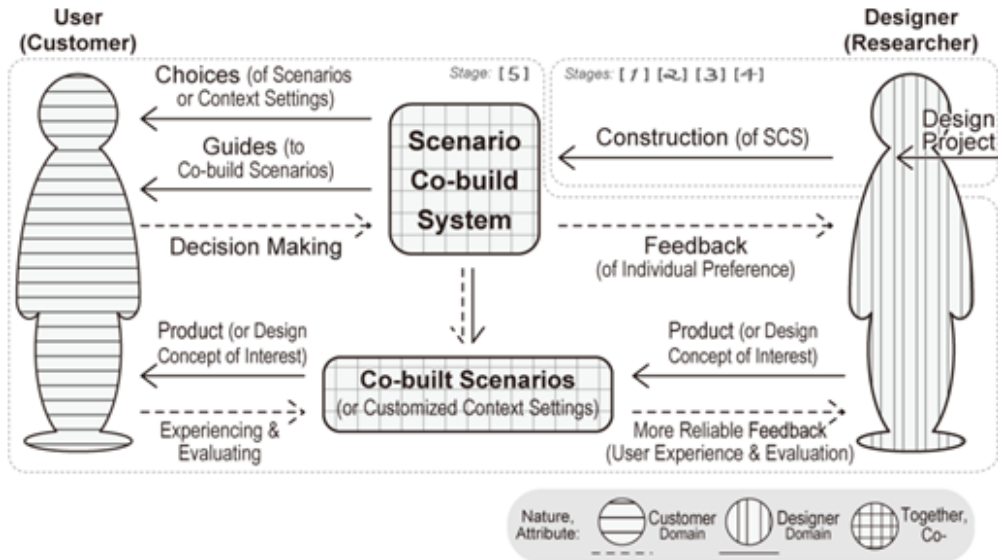 User
(Customer)
Designer
(Researcher)
Choices (of Scenarios
or Context Settings)
Stage: [5]
Stages: [1] [2] [3] [4]
Guides (to
Co-build Scenarios)
Scenario
Co-build
System
Construction (of SCS)
Design
Project
Decision Making
Feedback
(of Individual Preference)
Product (or Design
Concept of Interest)
Product (or Design
Concept of Interest)
Co-built Scenarios
(or Customized Context Settings)
Experiencing &
Evaluating
More Reliable Feedback
(User Experience & Evaluation)
Nature,
Attribute:
Customer
Domain
Designer
Domain
Together,
Co-